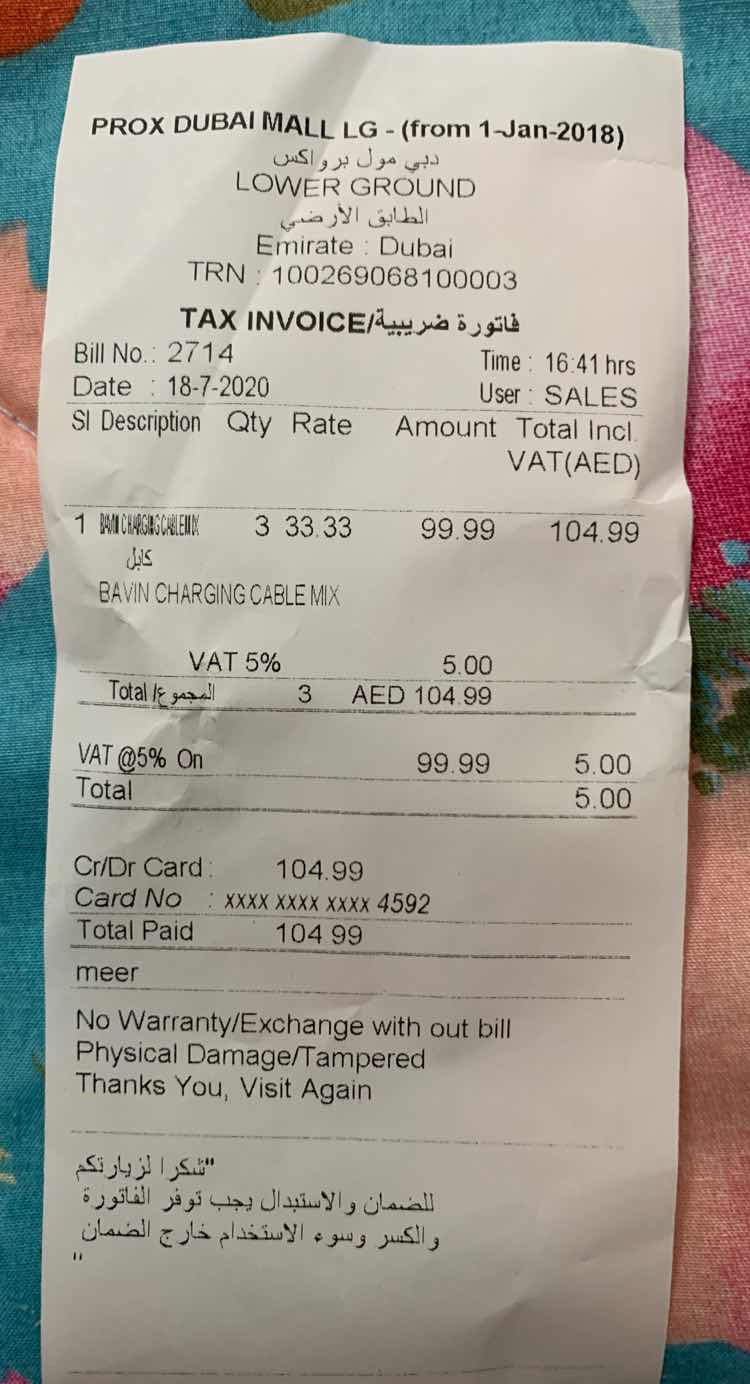 PROX DUBAI MALL LG - (from 1-Jan-2018)
دبي مول برواكس
LOWER GROUND
الطابق الأرضي
Emirate : Dubai
TRN : 100269068100003
TAX INVOICE/فاتورة ضريبية
Bill No.: 2714 Time : 16:41 hrs
Date : 18-7-2020 User : SALES
SI Description Qty Rate Amount Total Incl.
VAT(AED)
1 BAVIN CHARGING CABLE MIX 3 33.33 99.99 104.99
كابل
BAVIN CHARGING CABLE MIX
VAT 5% 5.00
Total /المجموع 3 AED 104.99
VAT @5% On 99.99 5.00
Total 5.00
Cr/Dr Card : 104.99
Card No : xxxx xxxx xxxx 4592
Total Paid 104.99
meer
No Warranty/Exchange with out bill
Physical Damage/Tampered
Thanks You, Visit Again
"شكرا لزيارتكم
للضمان والاستبدال يجب توفر الفاتورة
والكسر وسوء الاستخدام خارج الضمان
"